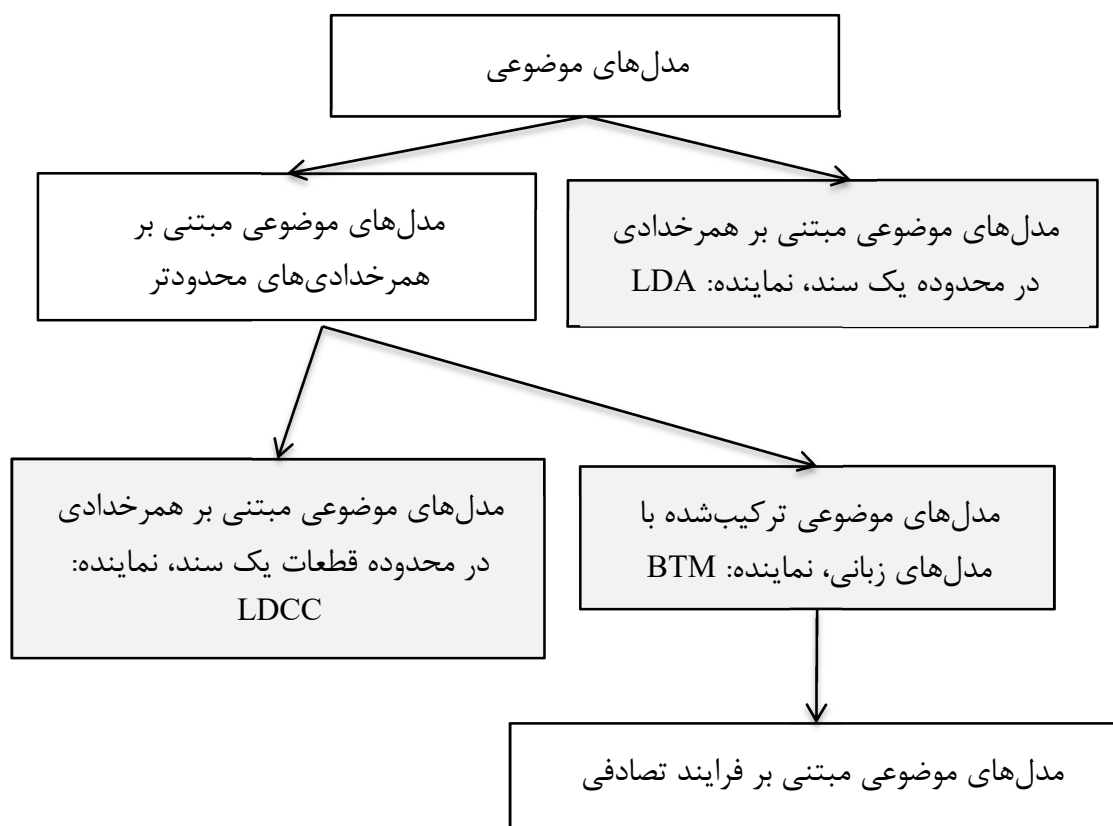 مدل‌های موضوعی
مدل‌های موضوعی مبتنی بر همرخدادی
در محدوده یک سند، نماینده: LDA
مدل‌های موضوعی مبتنی بر
همرخدادی‌های محدودتر
مدل‌های موضوعی ترکیب‌شده با
مدل‌های زبانی، نماینده: BTM
مدل‌های موضوعی مبتنی بر همرخدادی
در محدوده قطعات یک سند، نماینده:
LDCC
مدل‌های موضوعی مبتنی بر فرایند تصادفی